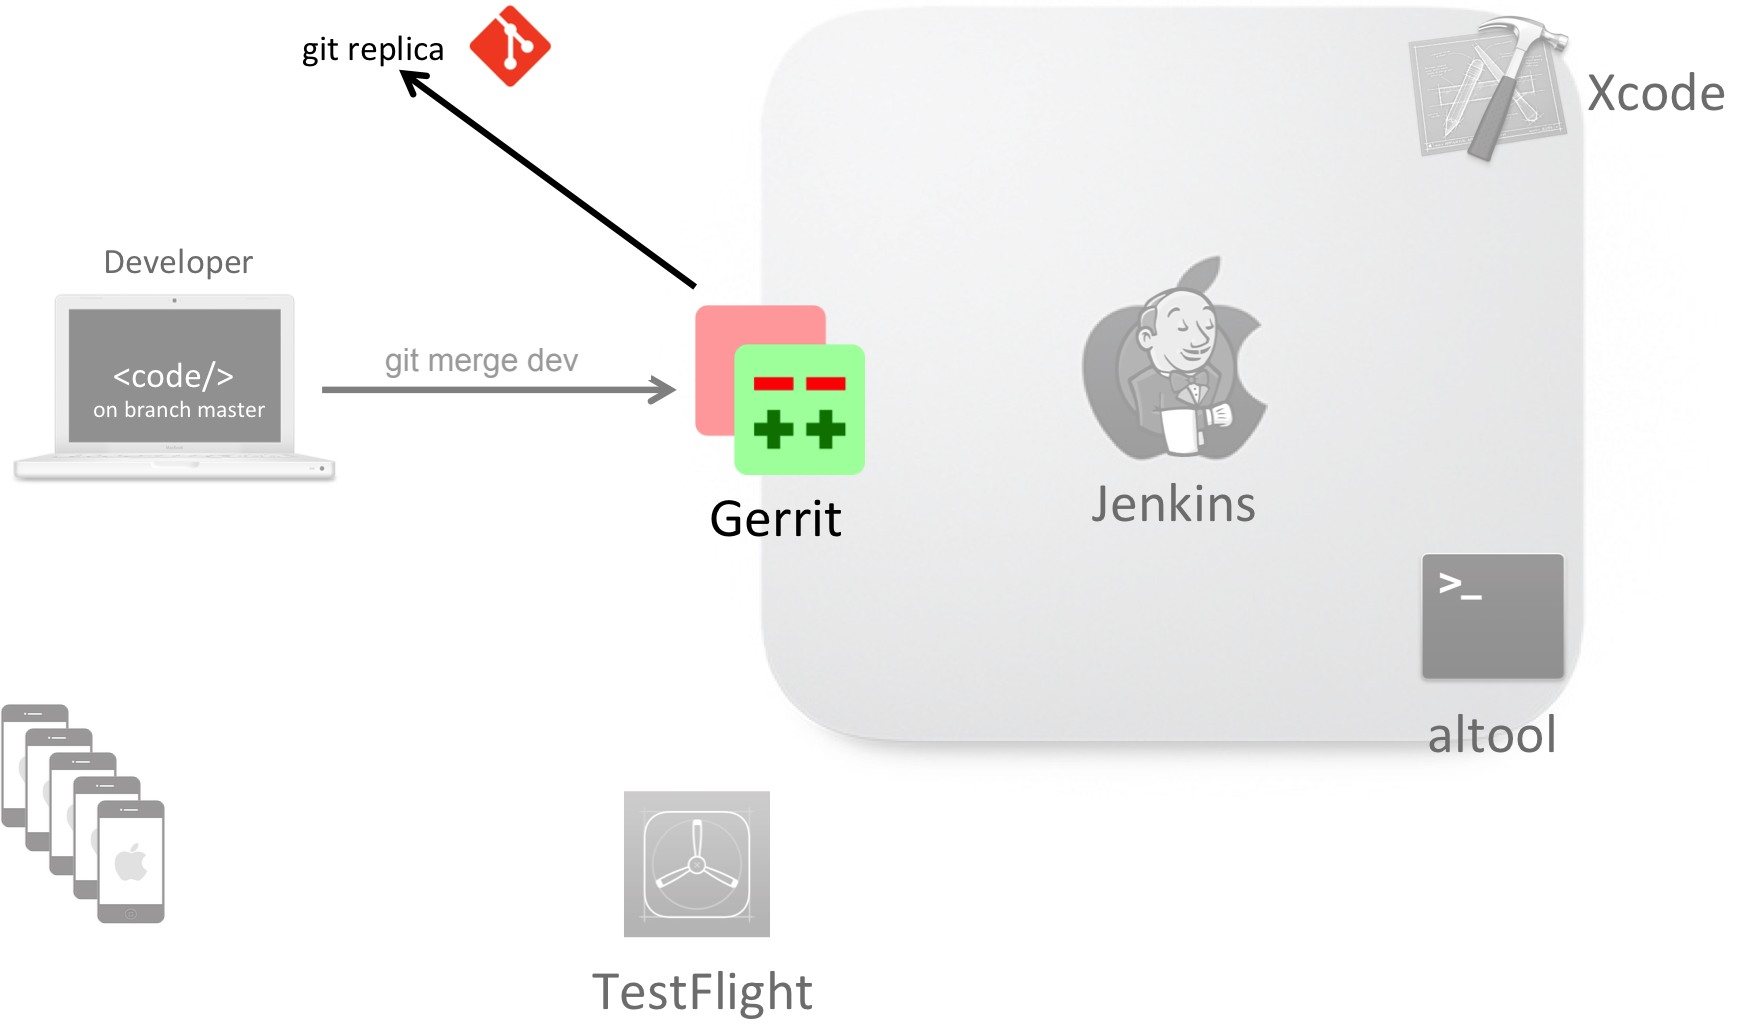 git replica
Xcode
Developer
<code/>
on branch master
git merge dev
Gerrit
Jenkins
>_
altool
TestFlight